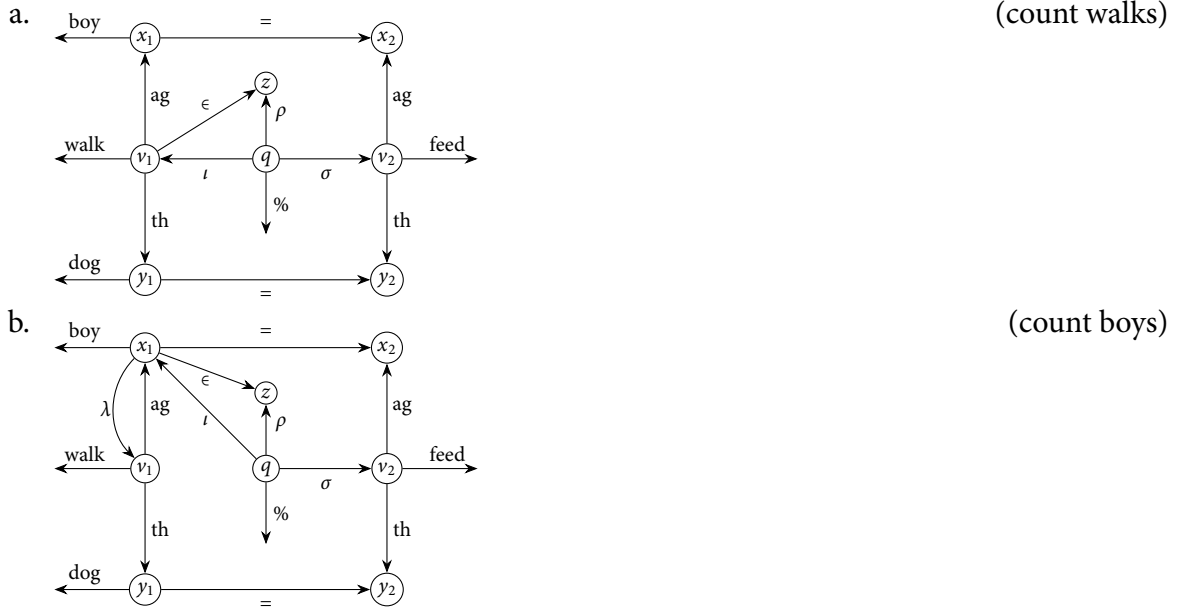 a. (count walks)
boy x₁ = x₂
z
ag ∈ ρ ag
walk v₁ ι q σ v₂ feed
th % th
dog y₁ = y₂
b. (count boys)
boy x₁ = x₂
∈ z
λ ag ι ρ ag
walk v₁ q σ v₂ feed
th % th
dog y₁ = y₂